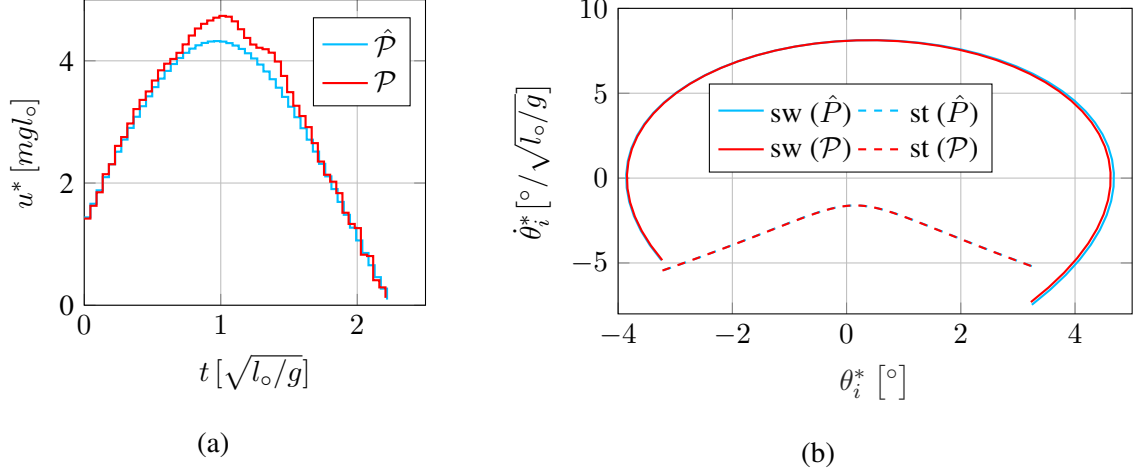 4
2
0
0
1
2
u* [mgl∘]
t [√l∘/g]
P̂
P
(a)
10
5
0
−5
−4
−2
0
2
4
θ̇ᵢ* [°/√l∘/g]
θᵢ* [°]
sw (P̂)
st (P̂)
sw (P)
st (P)
(b)